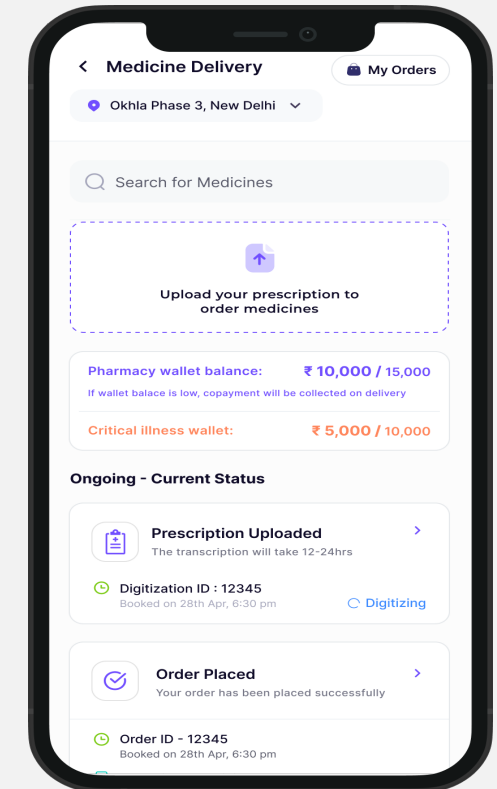 Medicine Delivery
My Orders
Okhla Phase 3, New Delhi
Search for Medicines
Upload your prescription to
order medicines
Pharmacy wallet balance: ₹ 10,000 / 15,000
If wallet balace is low, copayment will be collected on delivery
Critical illness wallet: ₹ 5,000 / 10,000
Ongoing - Current Status
Prescription Uploaded
The transcription will take 12-24hrs
Digitization ID : 12345
Booked on 28th Apr, 6:30 pm
Digitizing
Order Placed
Your order has been placed successfully
Order ID - 12345
Booked on 28th Apr, 6:30 pm